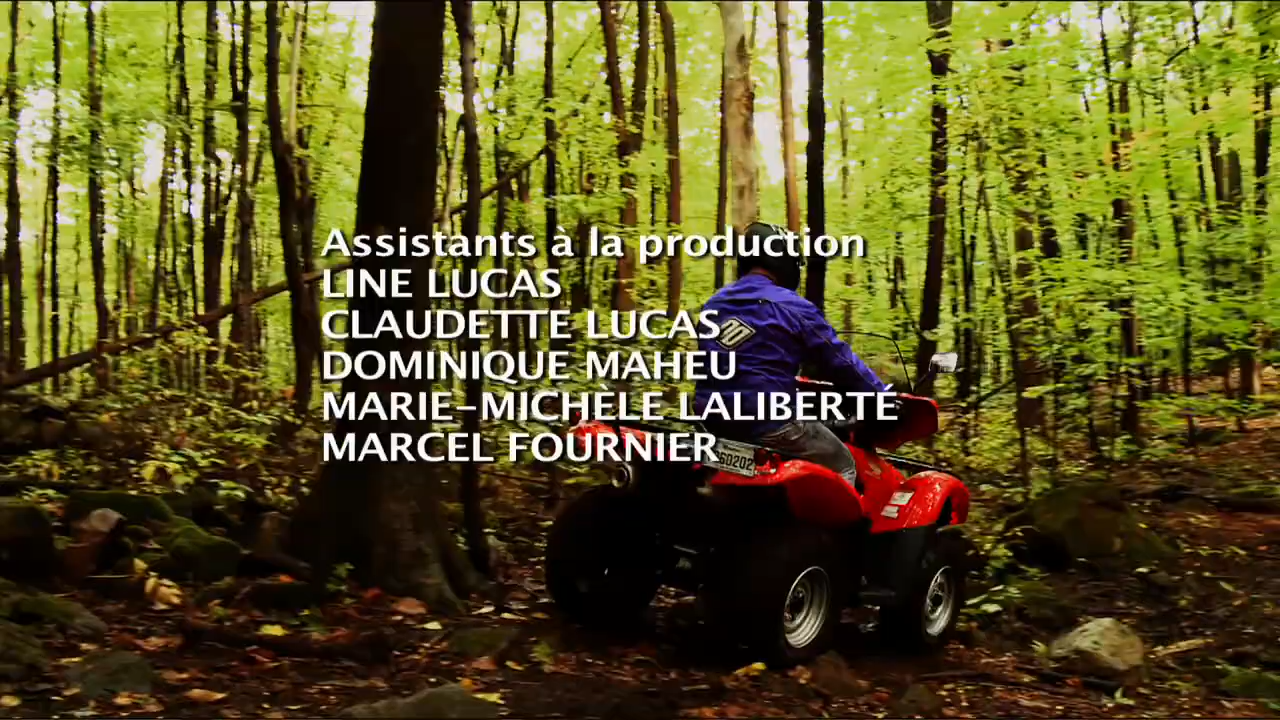 Assistants à la production
LINE LUCAS
CLAUDETTE LUCAS
DOMINIQUE MAHEU
MARIE-MICHÈLE LALIBERTÉ
MARCEL FOURNIER